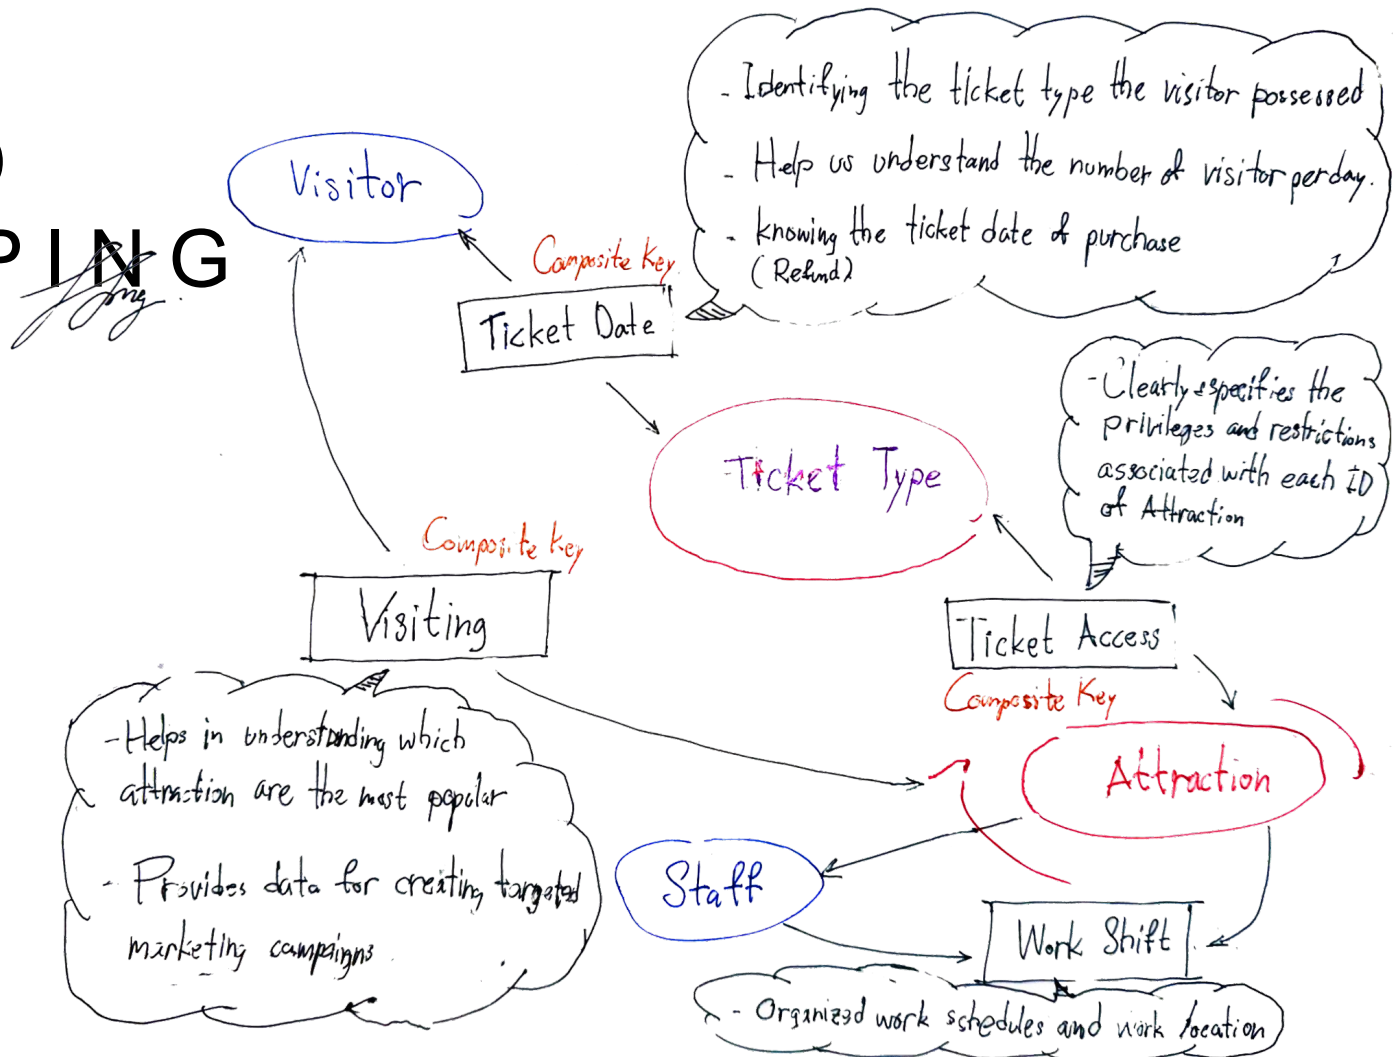 PING
Visitor
Composite Key
Ticket Date
- Identifying the ticket type the visitor possessed
- Help us understand the number of visitor per day.
- knowing the ticket date of purchase
(Refund)
Ticket Type
- Clearly sspecifies the
privileges and restrictions
associated with each ID
of Attraction
Composite key
Visiting
Ticket Access
Composite Key
- Helps in understanding which
attraction are the most popular
- Provides data for creating targeted
marketing campaigns
Attraction
Staff
Work Shift
- Organized work schedules and work location